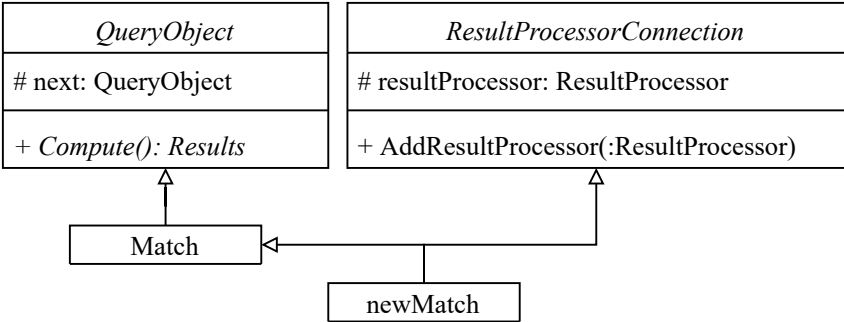 QueryObject
# next: QueryObject
+ Compute(): Results
ResultProcessorConnection
# resultProcessor: ResultProcessor
+ AddResultProcessor(:ResultProcessor)
Match
newMatch